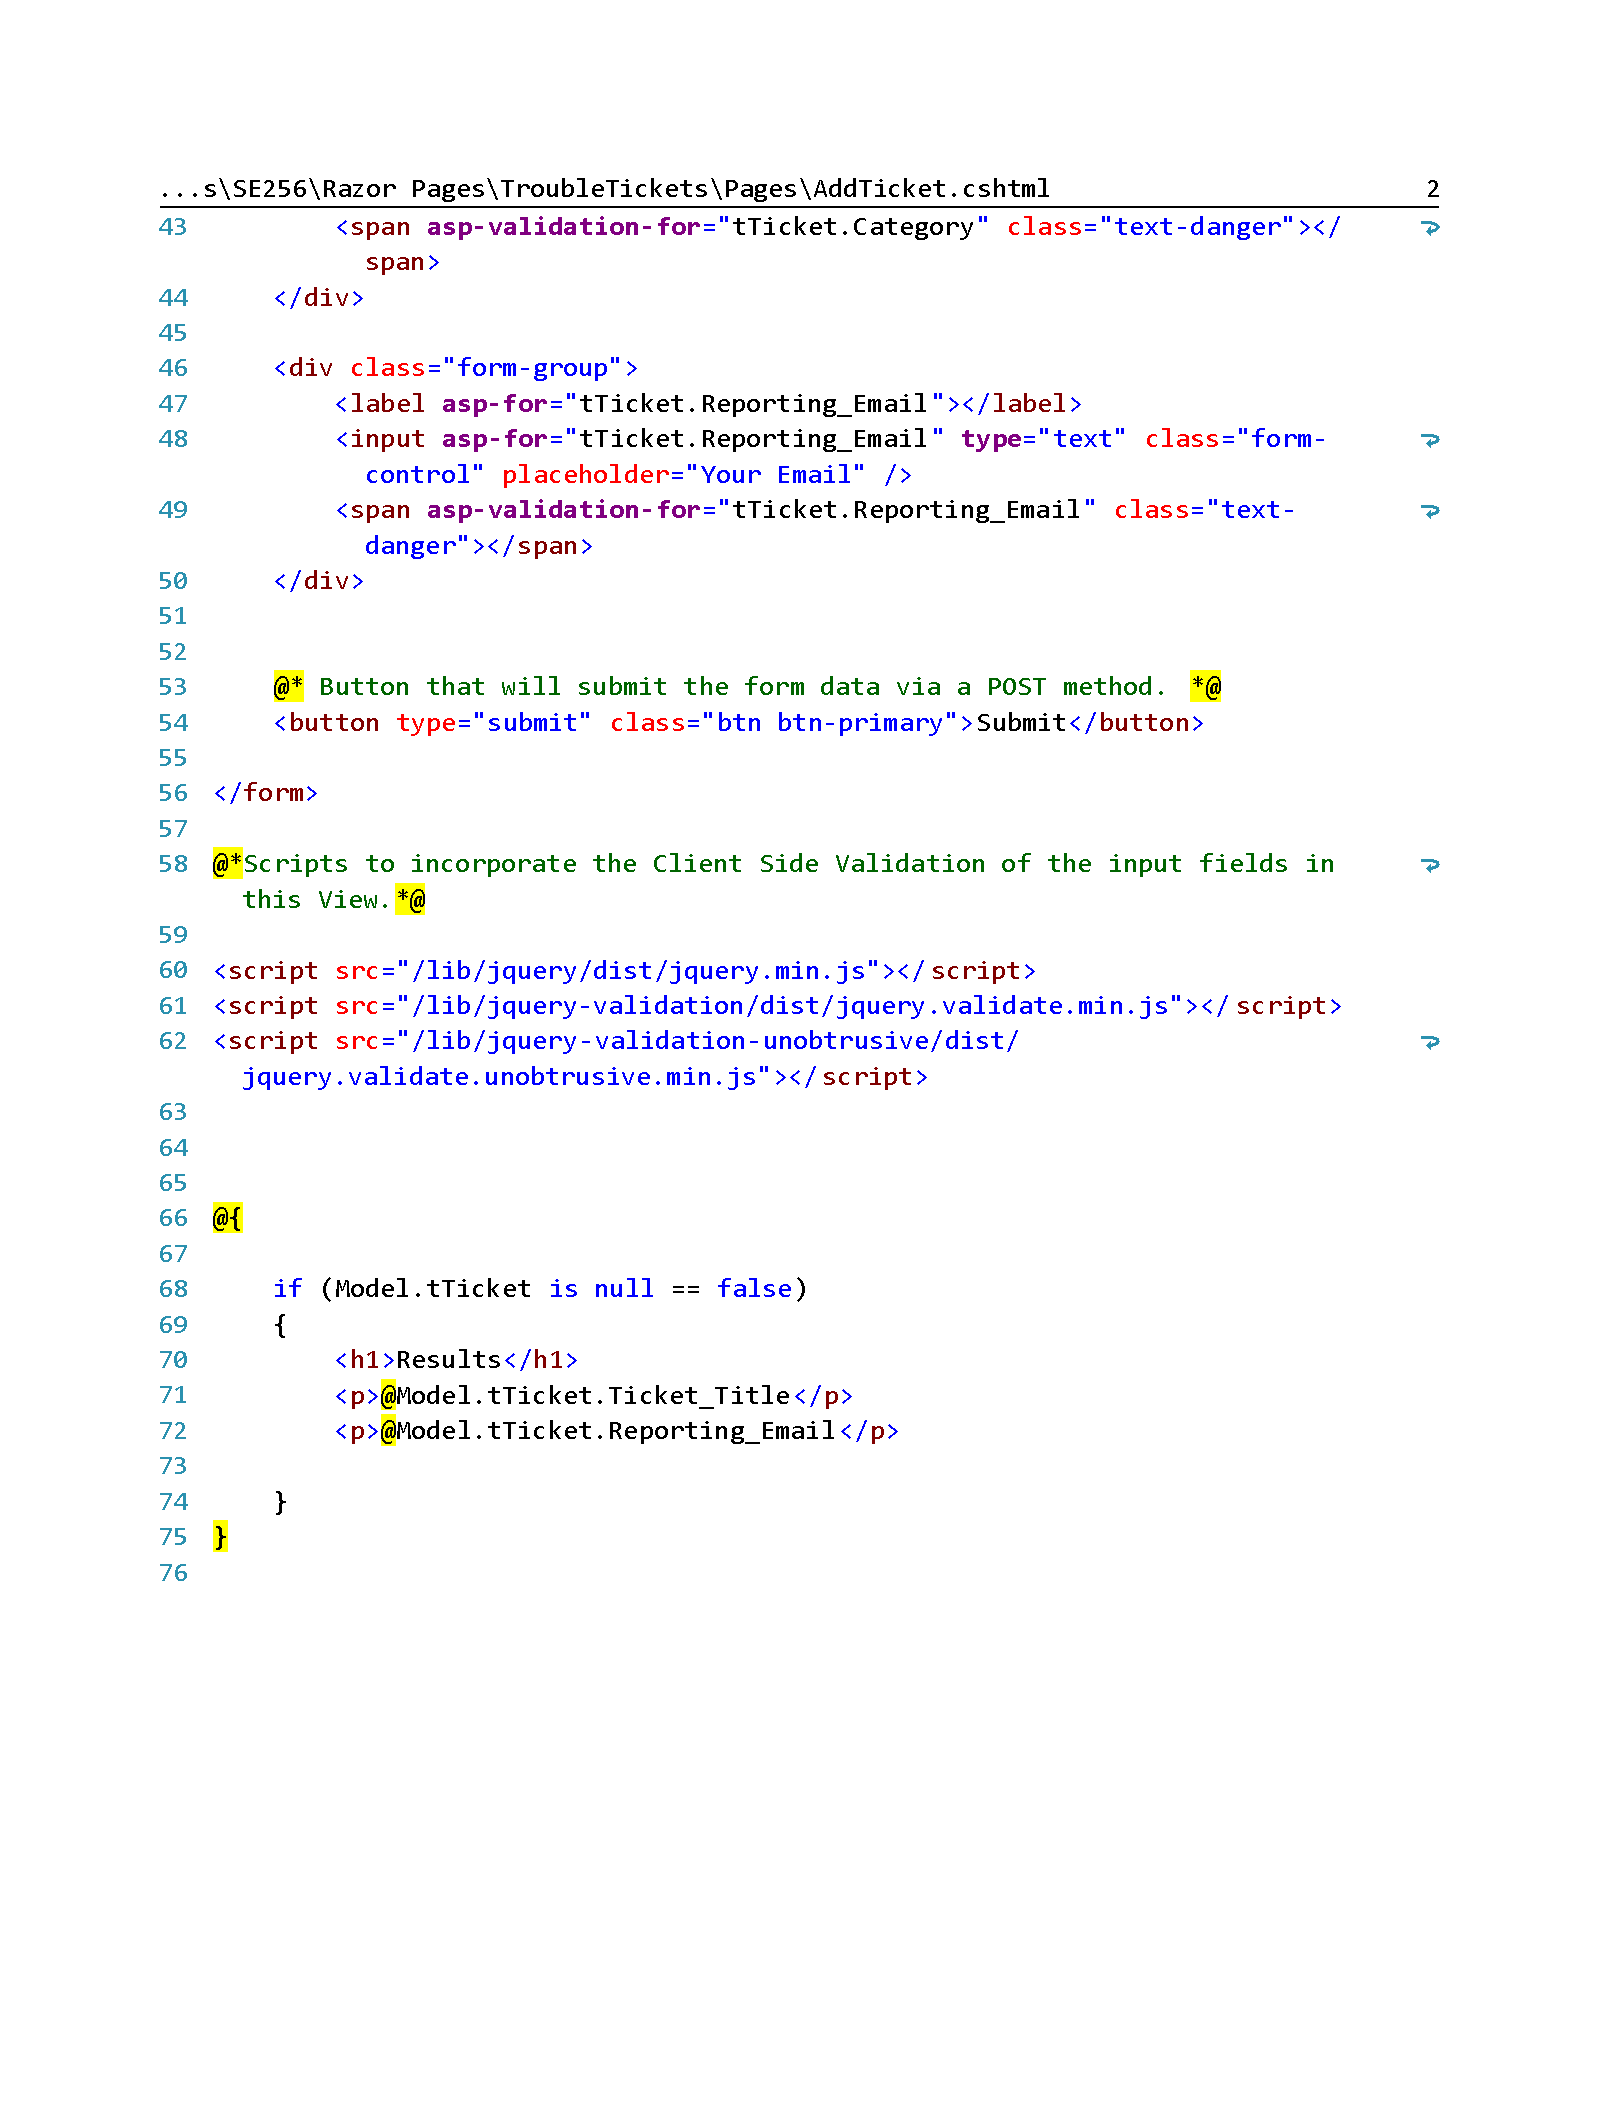 ...s\SE256\Razor Pages\TroubleTickets\Pages\AddTicket.cshtml 2
43 <span asp-validation-for="tTicket.Category" class="text-danger"></
span>
44 </div>
45
46 <div class="form-group">
47 <label asp-for="tTicket.Reporting_Email"></label>
48 <input asp-for="tTicket.Reporting_Email" type="text" class="form-
control" placeholder="Your Email" />
49 <span asp-validation-for="tTicket.Reporting_Email" class="text-
danger"></span>
50 </div>
51
52
53 @* Button that will submit the form data via a POST method. *@
54 <button type="submit" class="btn btn-primary">Submit</button>
55
56 </form>
57
58 @*Scripts to incorporate the Client Side Validation of the input fields in
this View.*@
59
60 <script src="/lib/jquery/dist/jquery.min.js"></script>
61 <script src="/lib/jquery-validation/dist/jquery.validate.min.js"></script>
62 <script src="/lib/jquery-validation-unobtrusive/dist/
jquery.validate.unobtrusive.min.js"></script>
63
64
65
66 @{
67
68 if (Model.tTicket is null == false)
69 {
70 <h1>Results</h1>
71 <p>@Model.tTicket.Ticket_Title</p>
72 <p>@Model.tTicket.Reporting_Email</p>
73
74 }
75 }
76